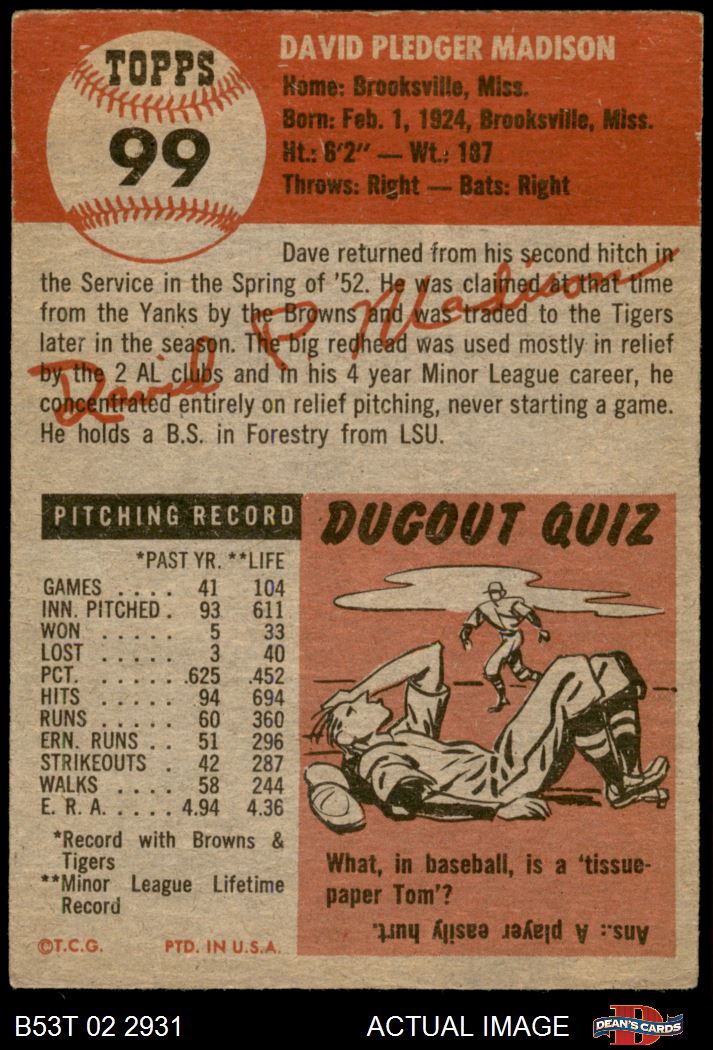 TOPPS
99
DAVID PLEDGER MADISON
Home: Brooksville, Miss.
Born: Feb. 1, 1924, Brooksville, Miss.
Ht.: 6'2" — Wt.: 187
Throws: Right — Bats: Right
Dave returned from his second hitch in
the Service in the Spring of '52. He was claimed at that time
from the Yanks by the Browns and was traded to the Tigers
later in the season. The big redhead was used mostly in relief
by the 2 AL clubs and in his 4 year Minor League career, he
concentrated entirely on relief pitching, never starting a game.
He holds a B.S. in Forestry from LSU.
David P Madison
PITCHING RECORD
*PAST YR. **LIFE
GAMES . . . . 41 104
INN. PITCHED . 93 611
WON . . . . . 5 33
LOST . . . . . 3 40
PCT. . . . . . .625 .452
HITS . . . . . 94 694
RUNS . . . . . 60 360
ERN. RUNS . . 51 296
STRIKEOUTS . 42 287
WALKS . . . . 58 244
E. R. A. . . . . . 4.94 4.36
*Record with Browns &
Tigers
**Minor League Lifetime
Record
©T.C.G. PTD. IN U.S.A.
DUGOUT QUIZ
What, in baseball, is a 'tissue-
paper Tom'?
Ans.: A player easily hurt.
B53T 02 2931
ACTUAL IMAGE
D
DEAN'S CARDS